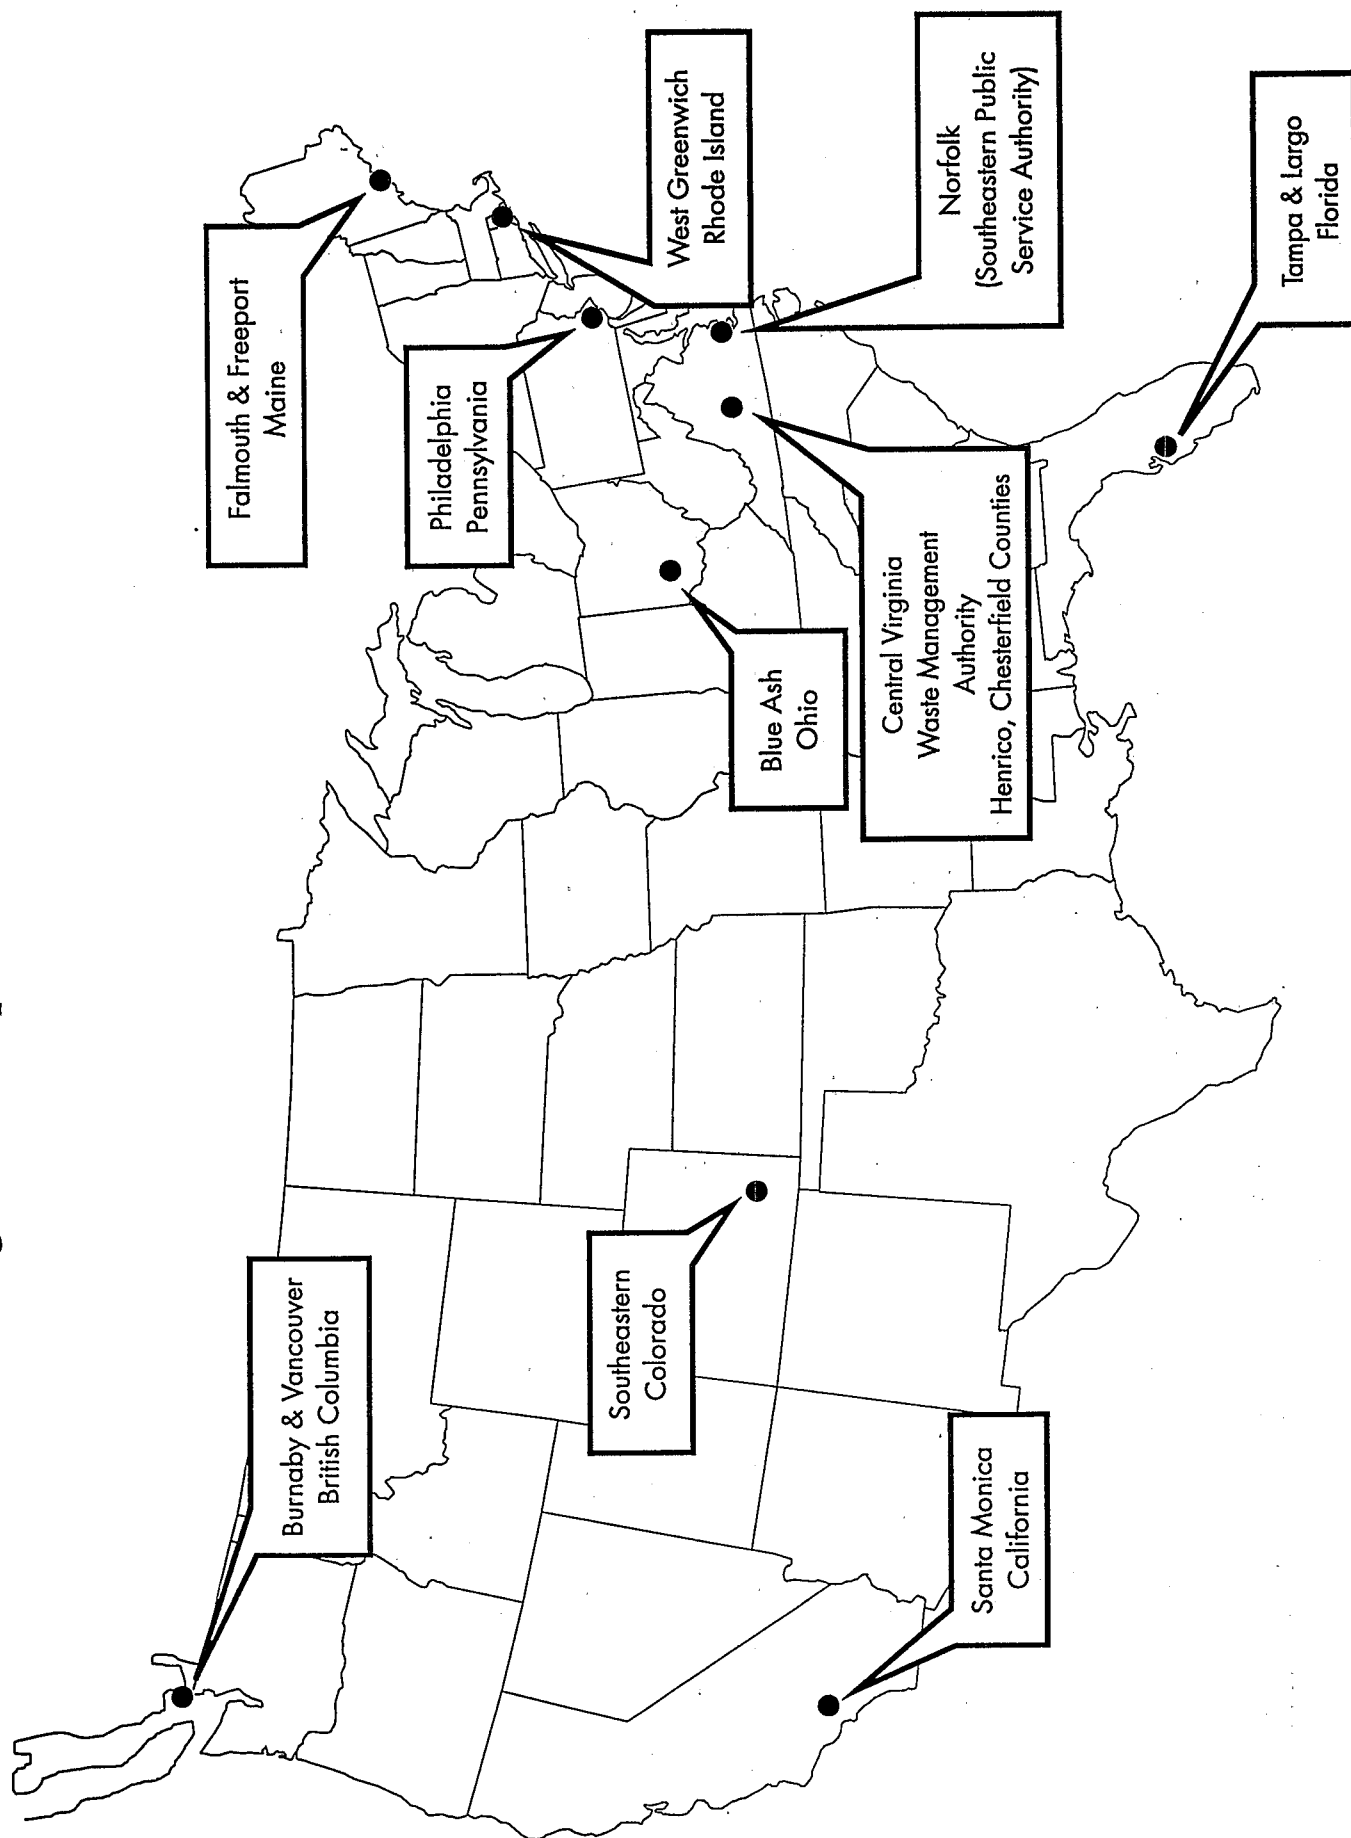 Burnaby & Vancouver
British Columbia
Falmouth & Freeport
Maine
Philadelphia
Pennsylvania
West Greenwich
Rhode Island
Southeastern
Colorado
Blue Ash
Ohio
Norfolk
(Southeastern Public
Service Authority)
Central Virginia
Waste Management
Authority
Henrico, Chesterfield Counties
Santa Monica
California
Tampa & Largo
Florida